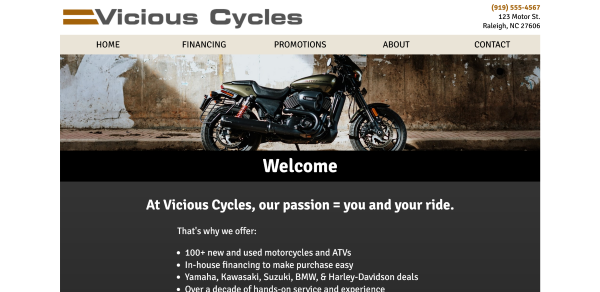 Vicious Cycles
(919) 555-4567
123 Motor St.
Raleigh, NC 27606
HOME FINANCING PROMOTIONS ABOUT CONTACT
Welcome
At Vicious Cycles, our passion = you and your ride.
That's why we offer:
• 100+ new and used motorcycles and ATVs
• In-house financing to make purchase easy
• Yamaha, Kawasaki, Suzuki, BMW, & Harley-Davidson deals
• Over a decade of hands-on service and experience